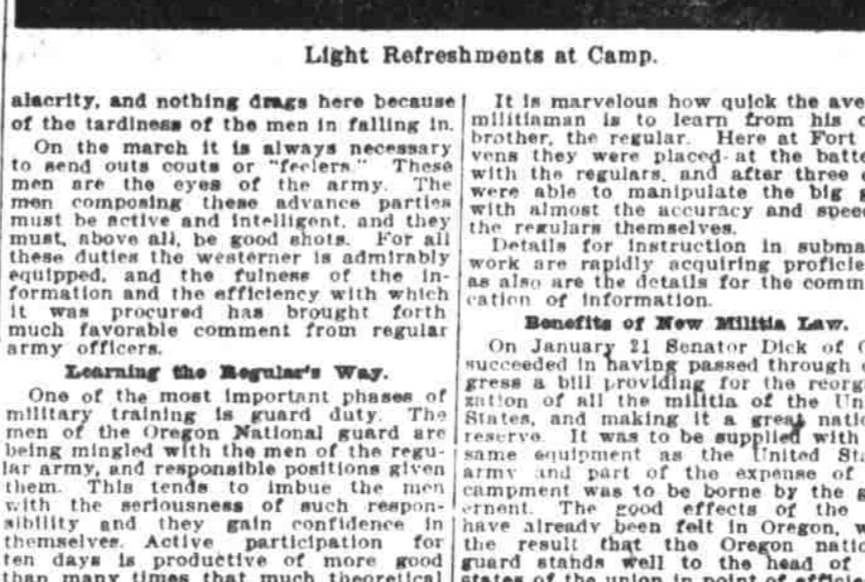 Light Refreshments at Camp.
alacrity, and nothing drags here because
of the tardiness of the men in falling in.
On the march it is always necessary
to send outs couts or "feelers." These
men are the eyes of the army. The
men composing these advance parties
must be active and intelligent, and they
must, above all, be good shots. For all
these duties the westerner is admirably
equipped, and the fulness of the in-
formation and the efficiency with which
it was procured has brought forth
much favorable comment from regular
army officers.
Learning the Regular's Way.
One of the most important phases of
military training is guard duty. The
men of the Oregon National guard are
being mingled with the men of the regu-
lar army, and responsible positions given
them. This tends to imbue the men
with the seriousness of such respon-
sibility and they gain confidence in
themselves. Active participation for
ten days is productive of more good
than many times that much theoretical
It is marvelous how quick the ave
militiaman is to learn from his
brother, the regular. Here at Fort
vens they were placed at the batte
with the regulars, and after three
were able to manipulate the big
with almost the accuracy and spee
the regulars themselves.
Details for instruction in subma
work are rapidly acquiring proficie
as also are the details for the comm
cation of information.
Benefits of New Militia Law.
On January 21 Senator Dick of
succeeded in having passed through
gress a bill providing for the reorg
zation of all the militia of the Un
States, and making it a great natio
reserve. It was to be supplied with
same equipment as the United St
army and part of the expense of
campment was to be borne by the
ernent. The good effects of the
have already been felt in Oregon,
the result that the Oregon natio
guard stands well to the head of
states of the union in point of